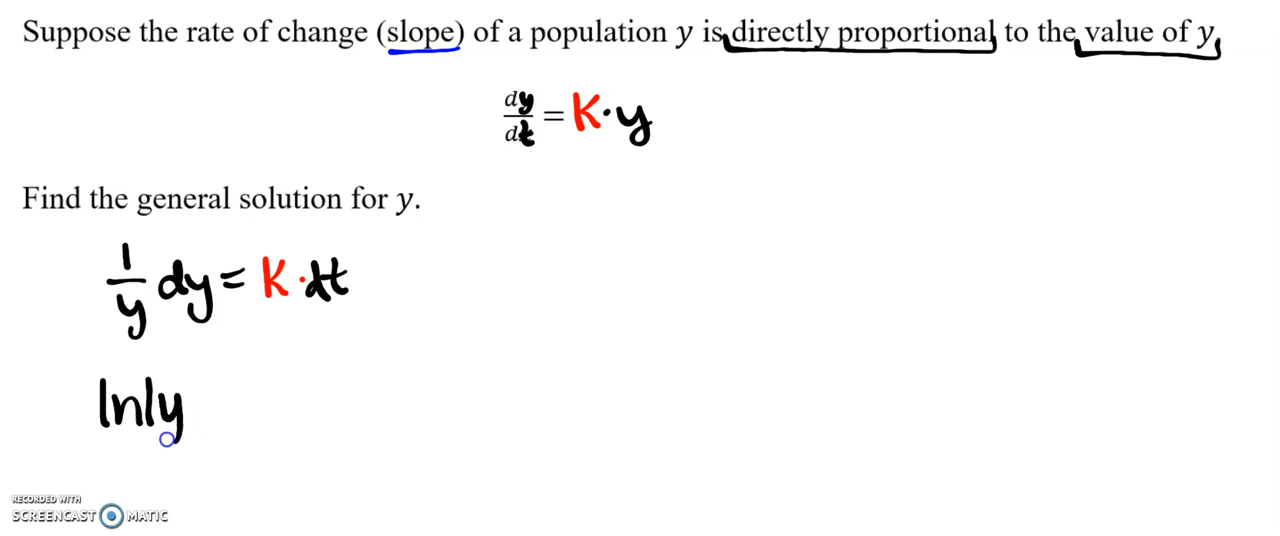 Suppose the rate of change (slope) of a population y is directly proportional to the value of y.
dy/dt = K · y
Find the general solution for y.
1/y dy = K · dt
ln|y
RECORDED WITH
SCREENCAST MATIC